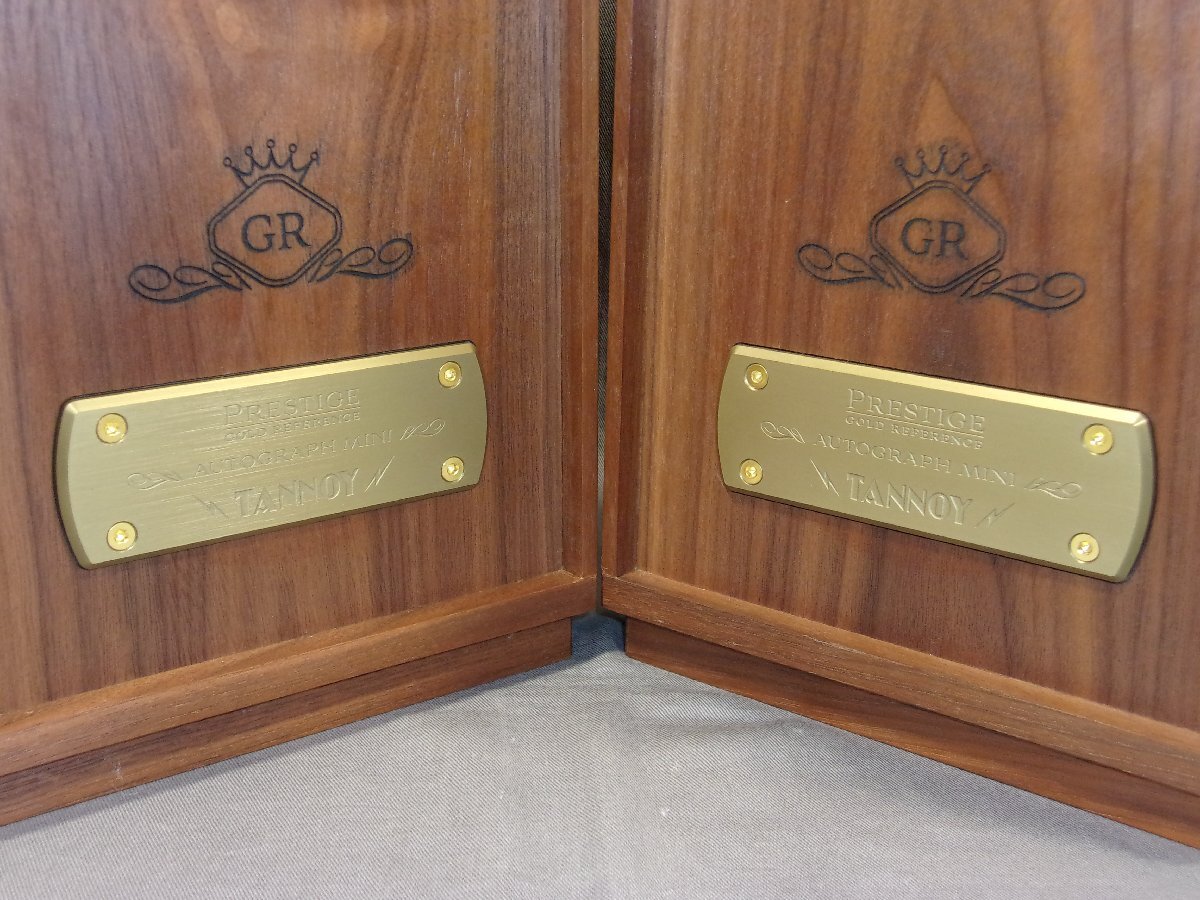 GR
PRESTIGE
GOLD REFERENCE
AUTOGRAPH MINI
TANNOY
GR
PRESTIGE
GOLD REFERENCE
AUTOGRAPH MINI
TANNOY